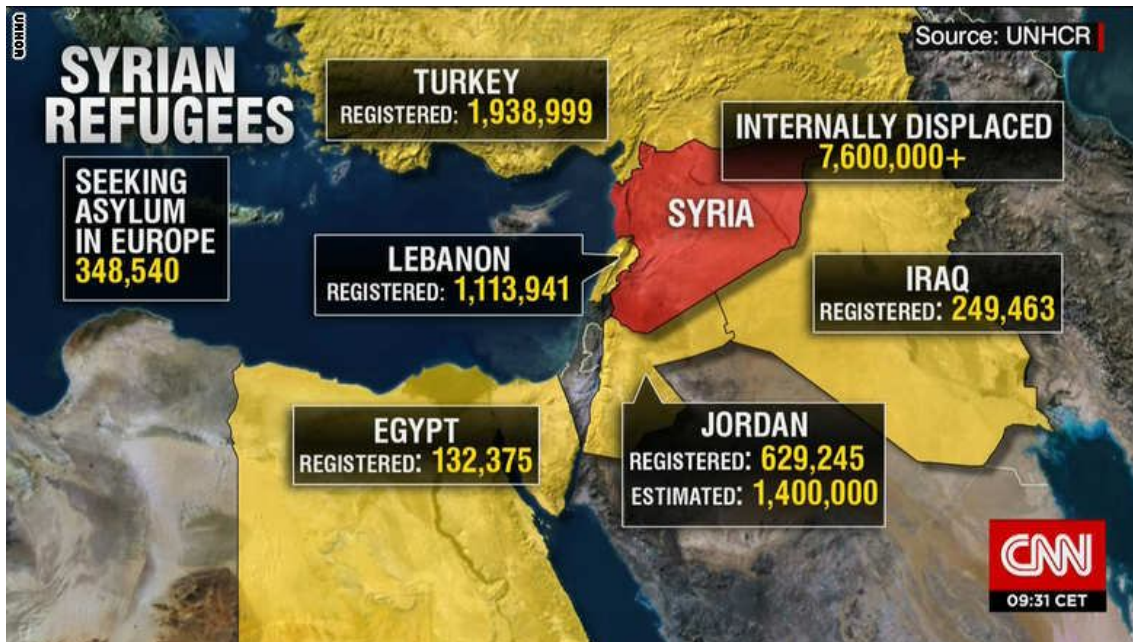 UNHCR
Source: UNHCR
SYRIAN
REFUGEES
TURKEY
REGISTERED: 1,938,999
INTERNALLY DISPLACED
7,600,000+
SEEKING
ASYLUM
IN EUROPE
348,540
SYRIA
LEBANON
REGISTERED: 1,113,941
IRAQ
REGISTERED: 249,463
EGYPT
REGISTERED: 132,375
JORDAN
REGISTERED: 629,245
ESTIMATED: 1,400,000
CNN
09:31 CET